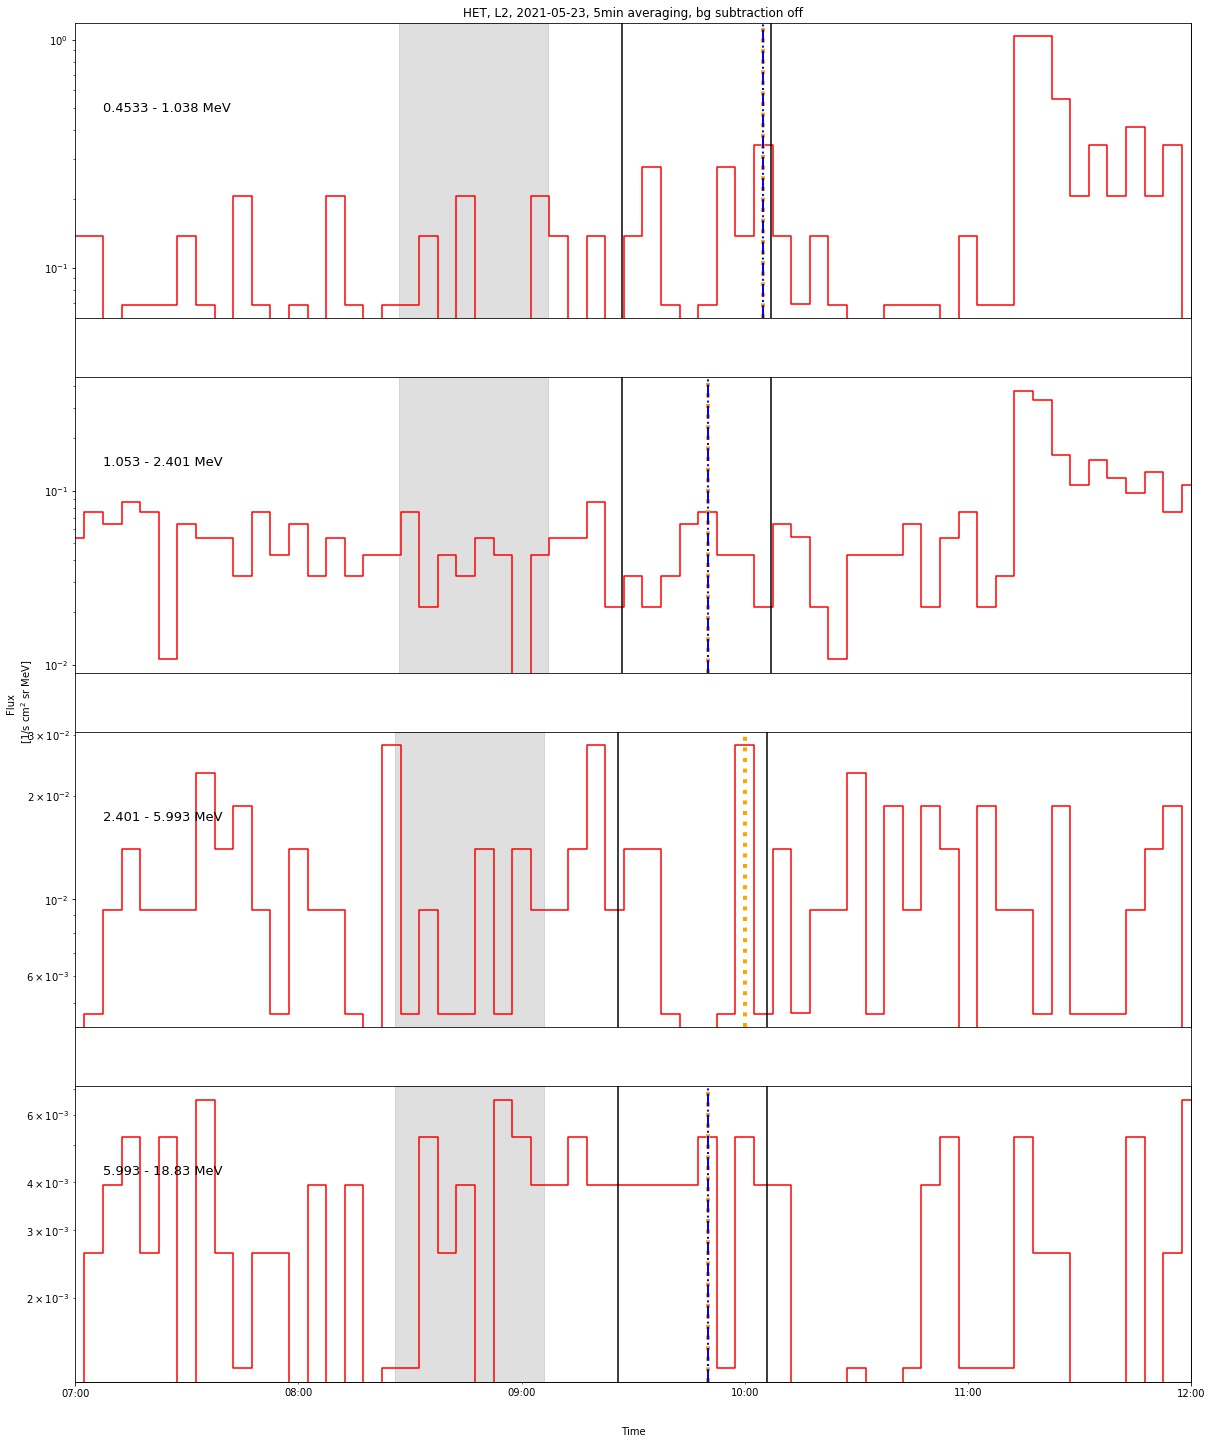 HET, L2, 2021-05-23, 5min averaging, bg subtraction off
10⁰
0.4533 - 1.038 MeV
10⁻¹
1.053 - 2.401 MeV
10⁻¹
10⁻²
Flux
[1/s cm² sr MeV]
3 × 10⁻²
2 × 10⁻²
2.401 - 5.993 MeV
10⁻²
6 × 10⁻³
6 × 10⁻³
5.993 - 18.83 MeV
4 × 10⁻³
3 × 10⁻³
2 × 10⁻³
07:00 08:00 09:00 10:00 11:00 12:00
Time